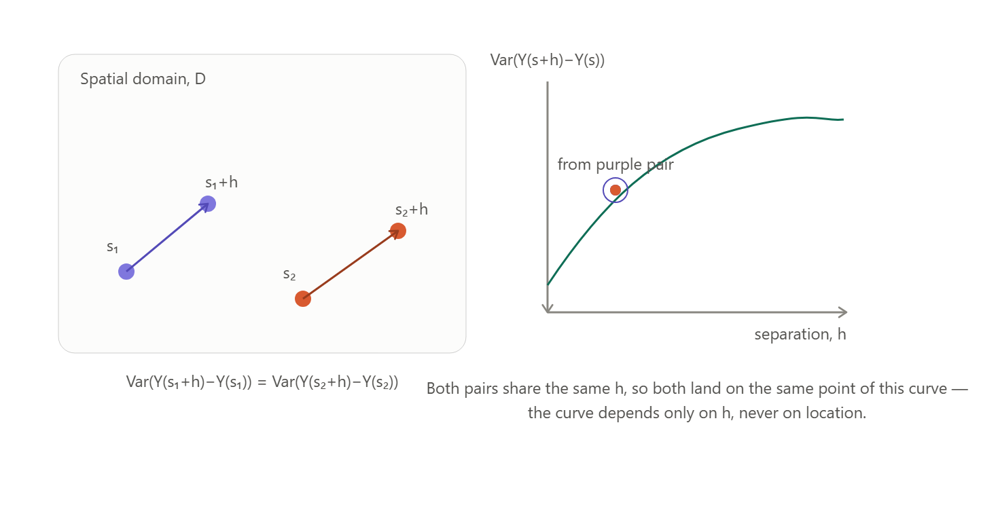 Spatial domain, D
s₁+h
s₁
s₂+h
s₂
Var(Y(s₁+h)−Y(s₁)) = Var(Y(s₂+h)−Y(s₂))
Var(Y(s+h)−Y(s))
from purple pair
separation, h
Both pairs share the same h, so both land on the same point of this curve —
the curve depends only on h, never on location.